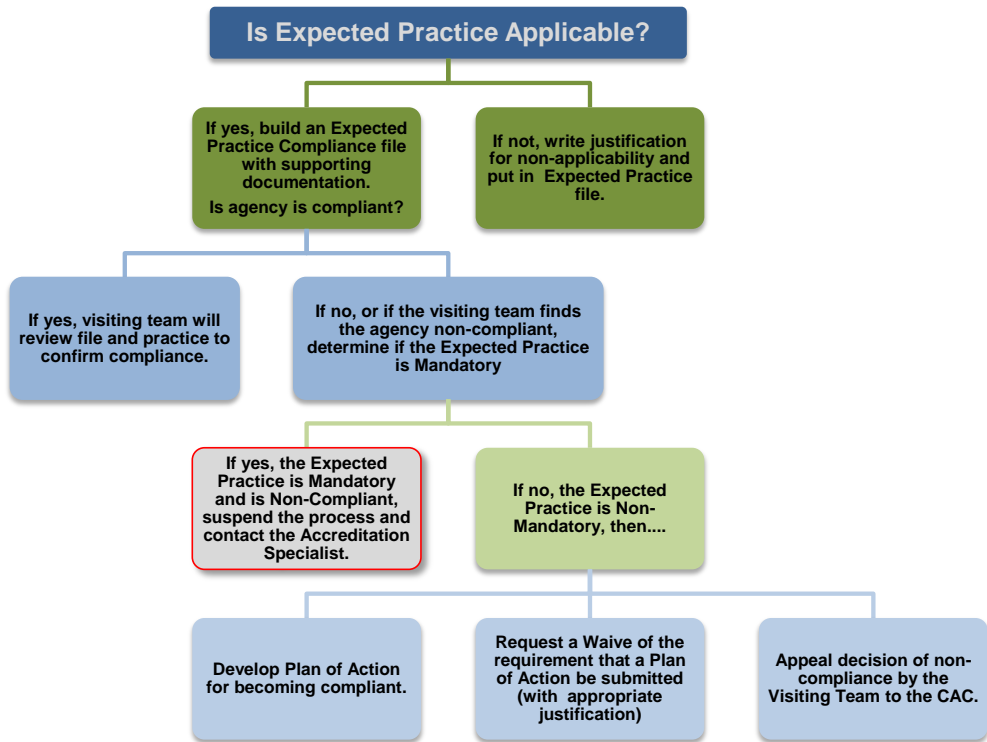 Is Expected Practice Applicable?
If yes, build an Expected
Practice Compliance file
with supporting
documentation.
Is agency is compliant?
If not, write justification
for non-applicability and
put in Expected Practice
file.
If yes, visiting team will
review file and practice to
confirm compliance.
If no, or if the visiting team finds
the agency non-compliant,
determine if the Expected Practice
is Mandatory
If yes, the Expected
Practice is Mandatory
and is Non-Compliant,
suspend the process and
contact the Accreditation
Specialist.
If no, the Expected
Practice is Non-
Mandatory, then....
Develop Plan of Action
for becoming compliant.
Request a Waive of the
requirement that a Plan
of Action be submitted
(with appropriate
justification)
Appeal decision of non-
compliance by the
Visiting Team to the CAC.